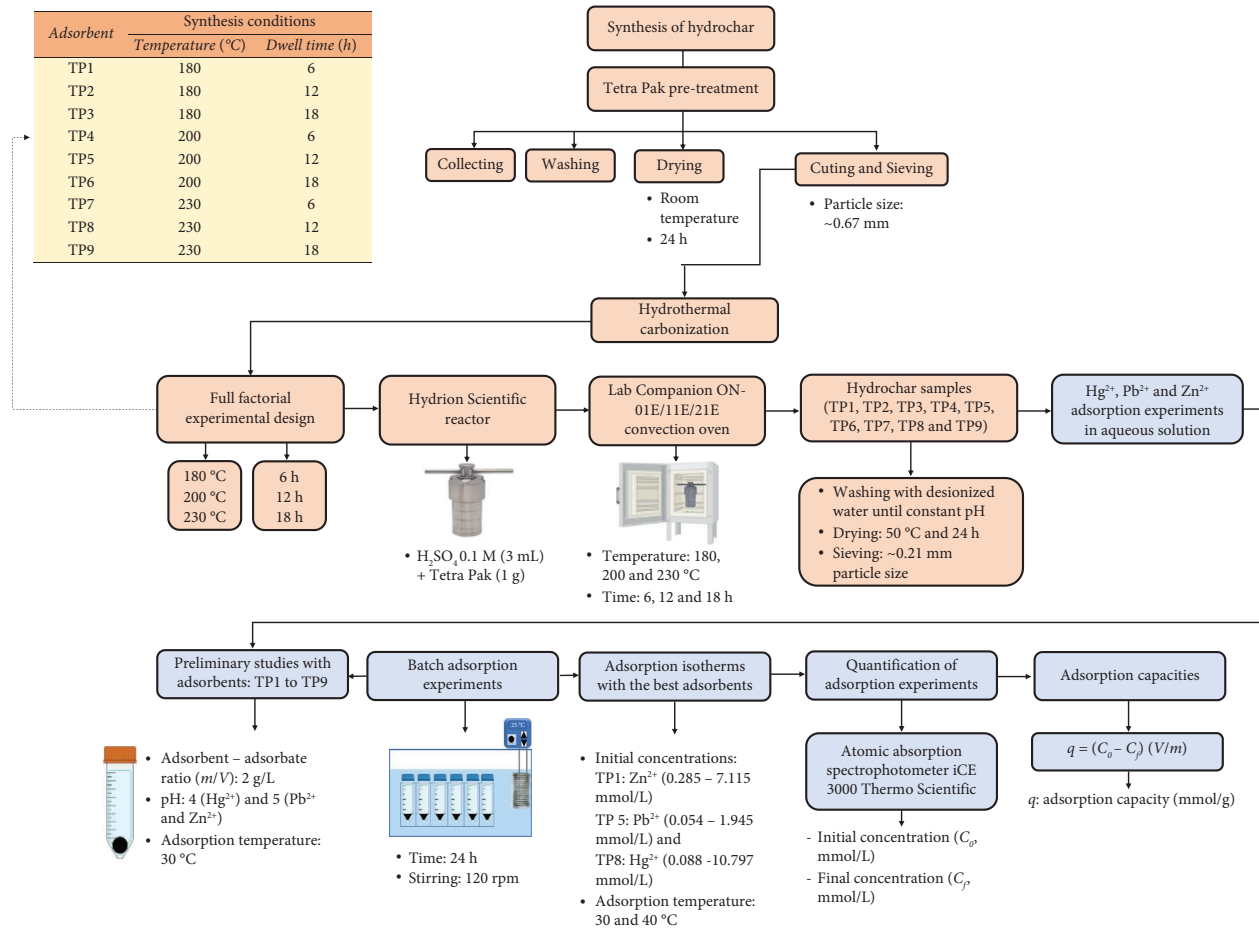 Adsorbent
Synthesis conditions
Temperature (°C) Dwell time (h)
TP1 180 6
TP2 180 12
TP3 180 18
TP4 200 6
TP5 200 12
TP6 200 18
TP7 230 6
TP8 230 12
TP9 230 18
Synthesis of hydrochar
Tetra Pak pre-treatment
Collecting
Washing
Drying
• Room
temperature
• 24 h
Cuting and Sieving
• Particle size:
~0.67 mm
Hydrothermal
carbonization
Full factorial
experimental design
180 °C
200 °C
230 °C
6 h
12 h
18 h
Hydrion Scientific
reactor
• H₂SO₄ 0.1 M (3 mL)
+ Tetra Pak (1 g)
Lab Companion ON-
01E/11E/21E
convection oven
• Temperature: 180,
200 and 230 °C
• Time: 6, 12 and 18 h
Hydrochar samples
(TP1, TP2, TP3, TP4, TP5,
TP6, TP7, TP8 and TP9)
• Washing with desionized
water until constant pH
• Drying: 50 °C and 24 h
• Sieving: ~0.21 mm
particle size
Hg²⁺, Pb²⁺ and Zn²⁺
adsorption experiments
in aqueous solution
Preliminary studies with
adsorbents: TP1 to TP9
• Adsorbent – adsorbate
ratio (m/V): 2 g/L
• pH: 4 (Hg²⁺) and 5 (Pb²⁺
and Zn²⁺)
• Adsorption temperature:
30 °C
Batch adsorption
experiments
25 °C
• Time: 24 h
• Stirring: 120 rpm
Adsorption isotherms
with the best adsorbents
• Initial concentrations:
TP1: Zn²⁺ (0.285 – 7.115
mmol/L)
TP 5: Pb²⁺ (0.054 – 1.945
mmol/L) and
TP8: Hg²⁺ (0.088 -10.797
mmol/L)
• Adsorption temperature:
30 and 40 °C
Quantification of
adsorption experiments
Atomic absorption
spectrophotometer iCE
3000 Thermo Scientific
- Initial concentration (C₀,
mmol/L)
- Final concentration (C_f,
mmol/L)
Adsorption capacities
q = (C₀ – C_f) (V/m)
q: adsorption capacity (mmol/g)